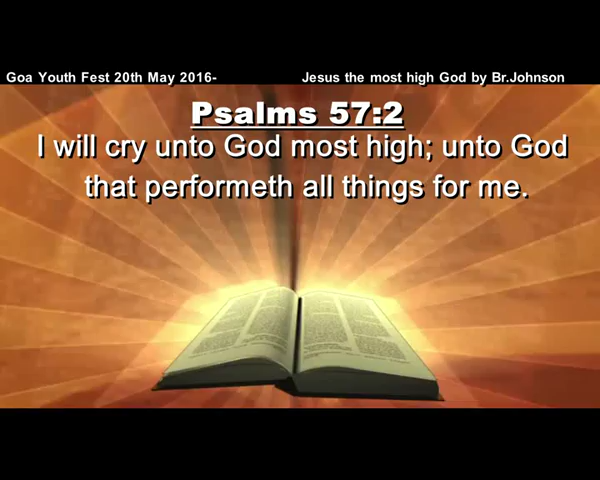 Goa Youth Fest 20th May 2016- Jesus the most high God by Br.Johnson
Psalms 57:2
I will cry unto God most high; unto God
that performeth all things for me.